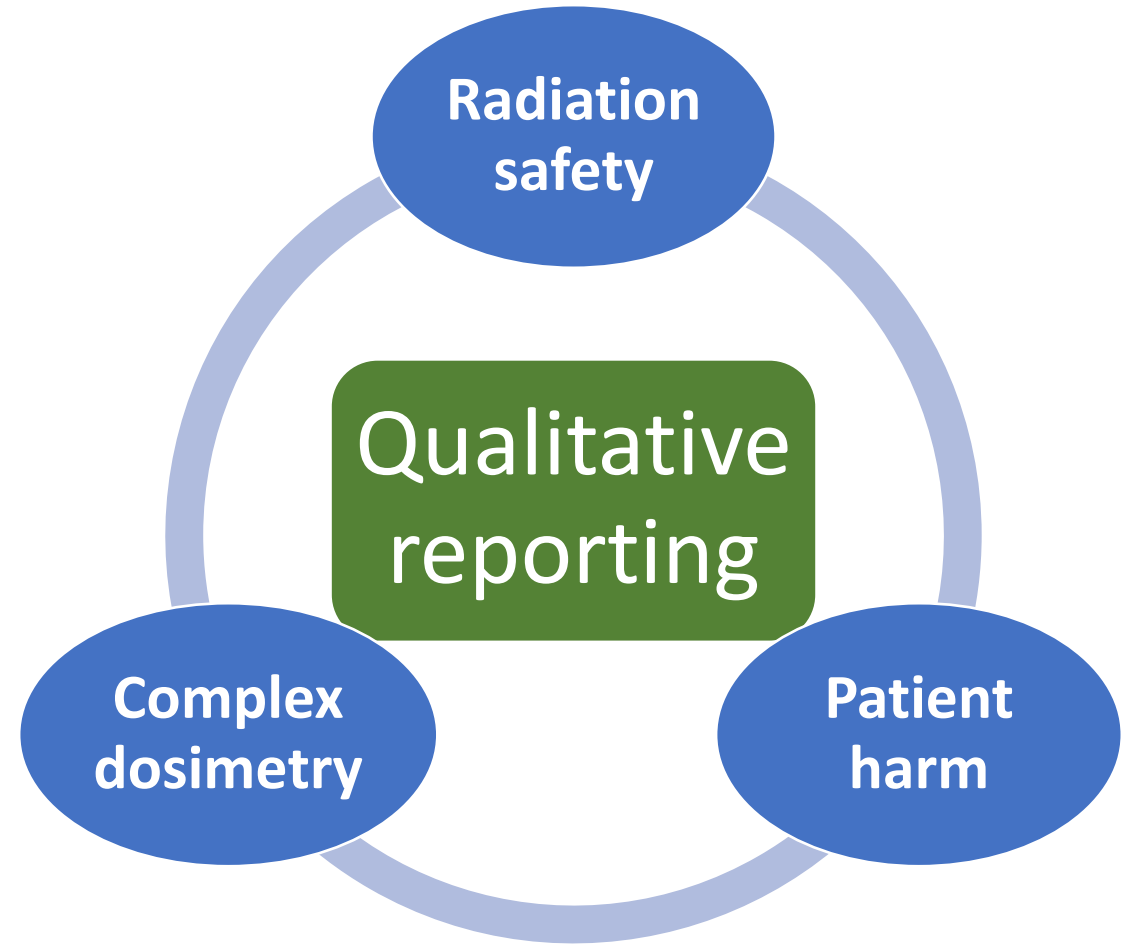 Radiation
safety
Qualitative
reporting
Complex
dosimetry
Patient
harm